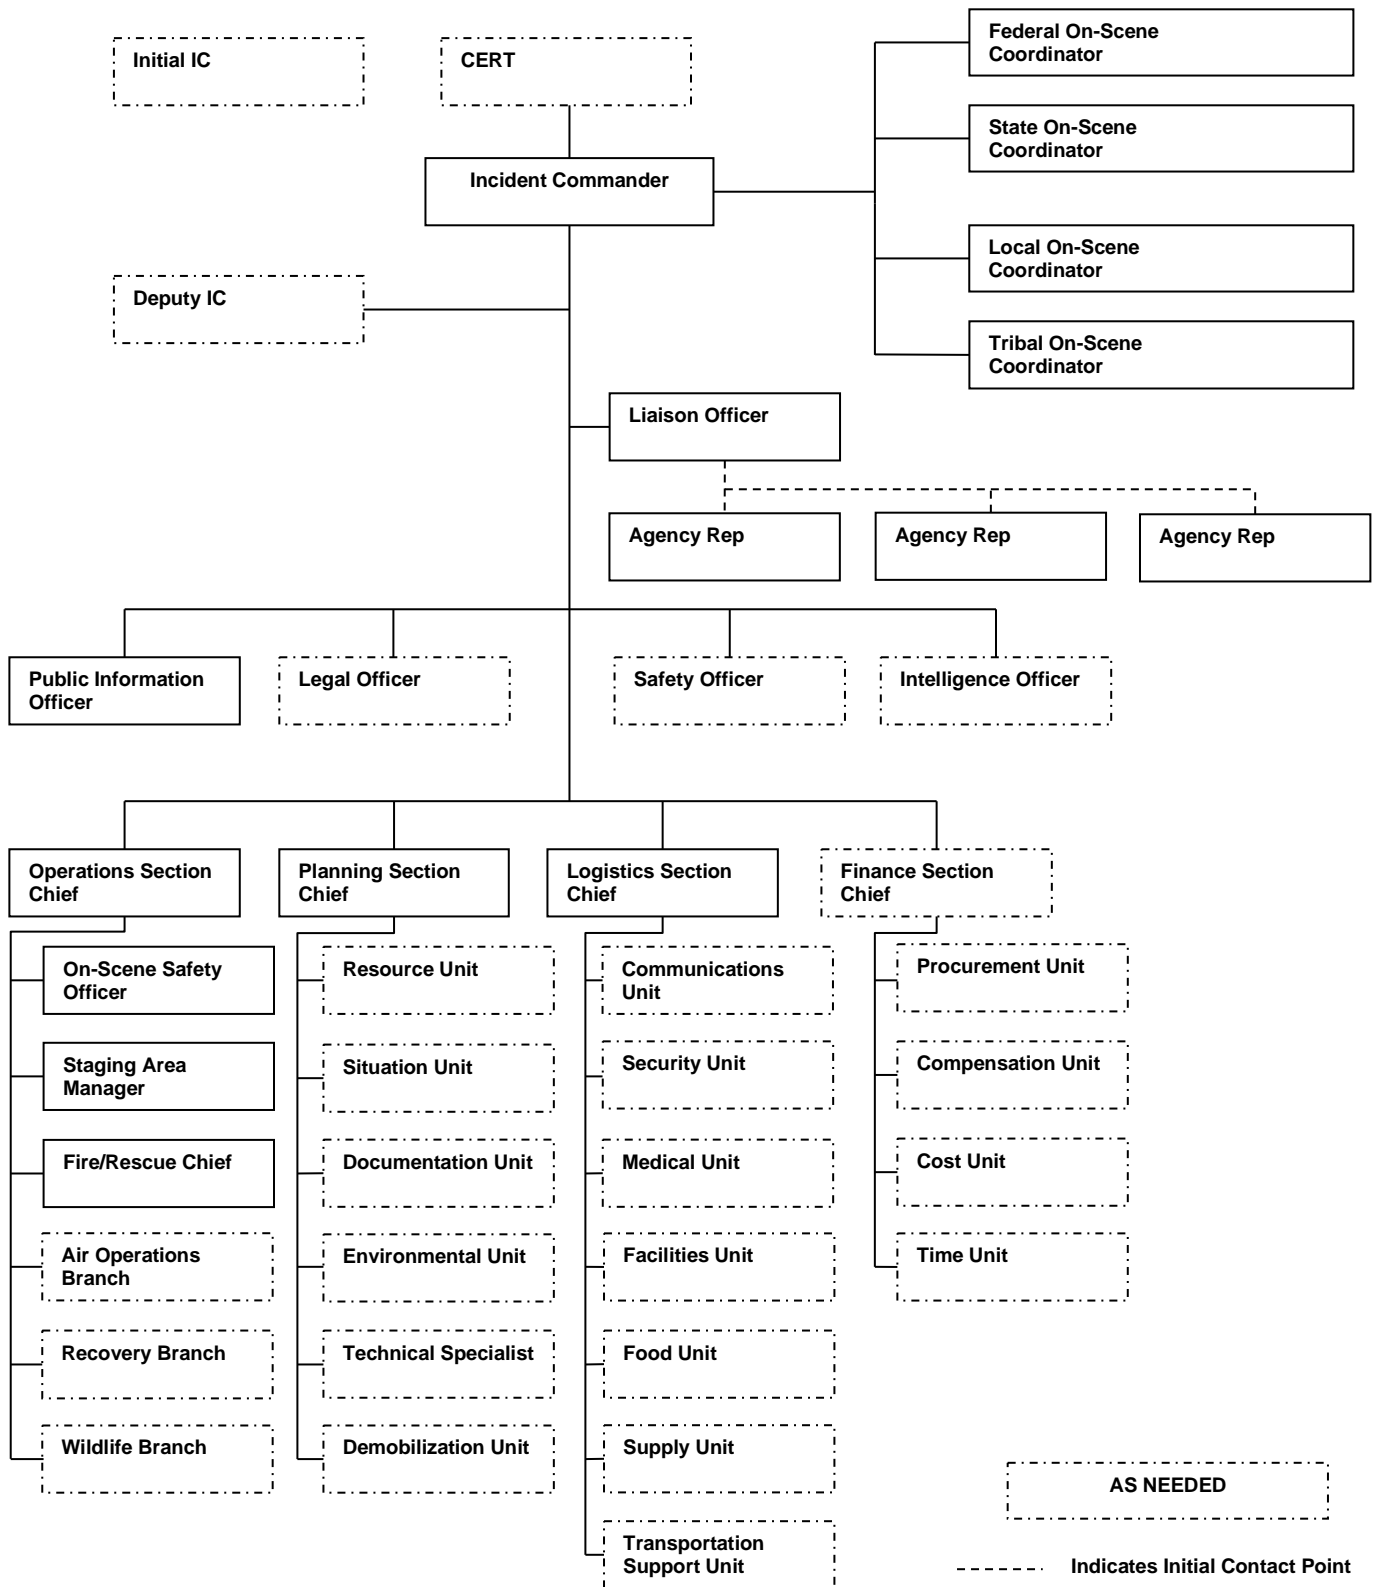 Initial IC
CERT
Federal On-Scene
Coordinator
State On-Scene
Coordinator
Incident Commander
Local On-Scene
Coordinator
Deputy IC
Tribal On-Scene
Coordinator
Liaison Officer
Agency Rep
Agency Rep
Agency Rep
Public Information
Officer
Legal Officer
Safety Officer
Intelligence Officer
Operations Section
Chief
Planning Section
Chief
Logistics Section
Chief
Finance Section
Chief
On-Scene Safety
Officer
Staging Area
Manager
Fire/Rescue Chief
Air Operations
Branch
Recovery Branch
Wildlife Branch
Resource Unit
Situation Unit
Documentation Unit
Environmental Unit
Technical Specialist
Demobilization Unit
Communications
Unit
Security Unit
Medical Unit
Facilities Unit
Food Unit
Supply Unit
Transportation
Support Unit
Procurement Unit
Compensation Unit
Cost Unit
Time Unit
AS NEEDED
Indicates Initial Contact Point